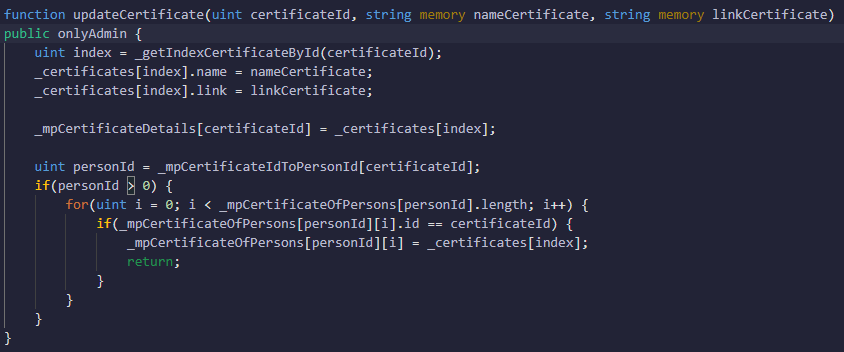 function updateCertificate(uint certificateId, string memory nameCertificate, string memory linkCertificate)
public onlyAdmin {
    uint index = _getIndexCertificateById(certificateId);
    _certificates[index].name = nameCertificate;
    _certificates[index].link = linkCertificate;

    _mpCertificateDetails[certificateId] = _certificates[index];

    uint personId = _mpCertificateIdToPersonId[certificateId];
    if(personId > 0) {
        for(uint i = 0; i < _mpCertificateOfPersons[personId].length; i++) {
            if(_mpCertificateOfPersons[personId][i].id == certificateId) {
                _mpCertificateOfPersons[personId][i] = _certificates[index];
                return;
            }
        }
    }
}